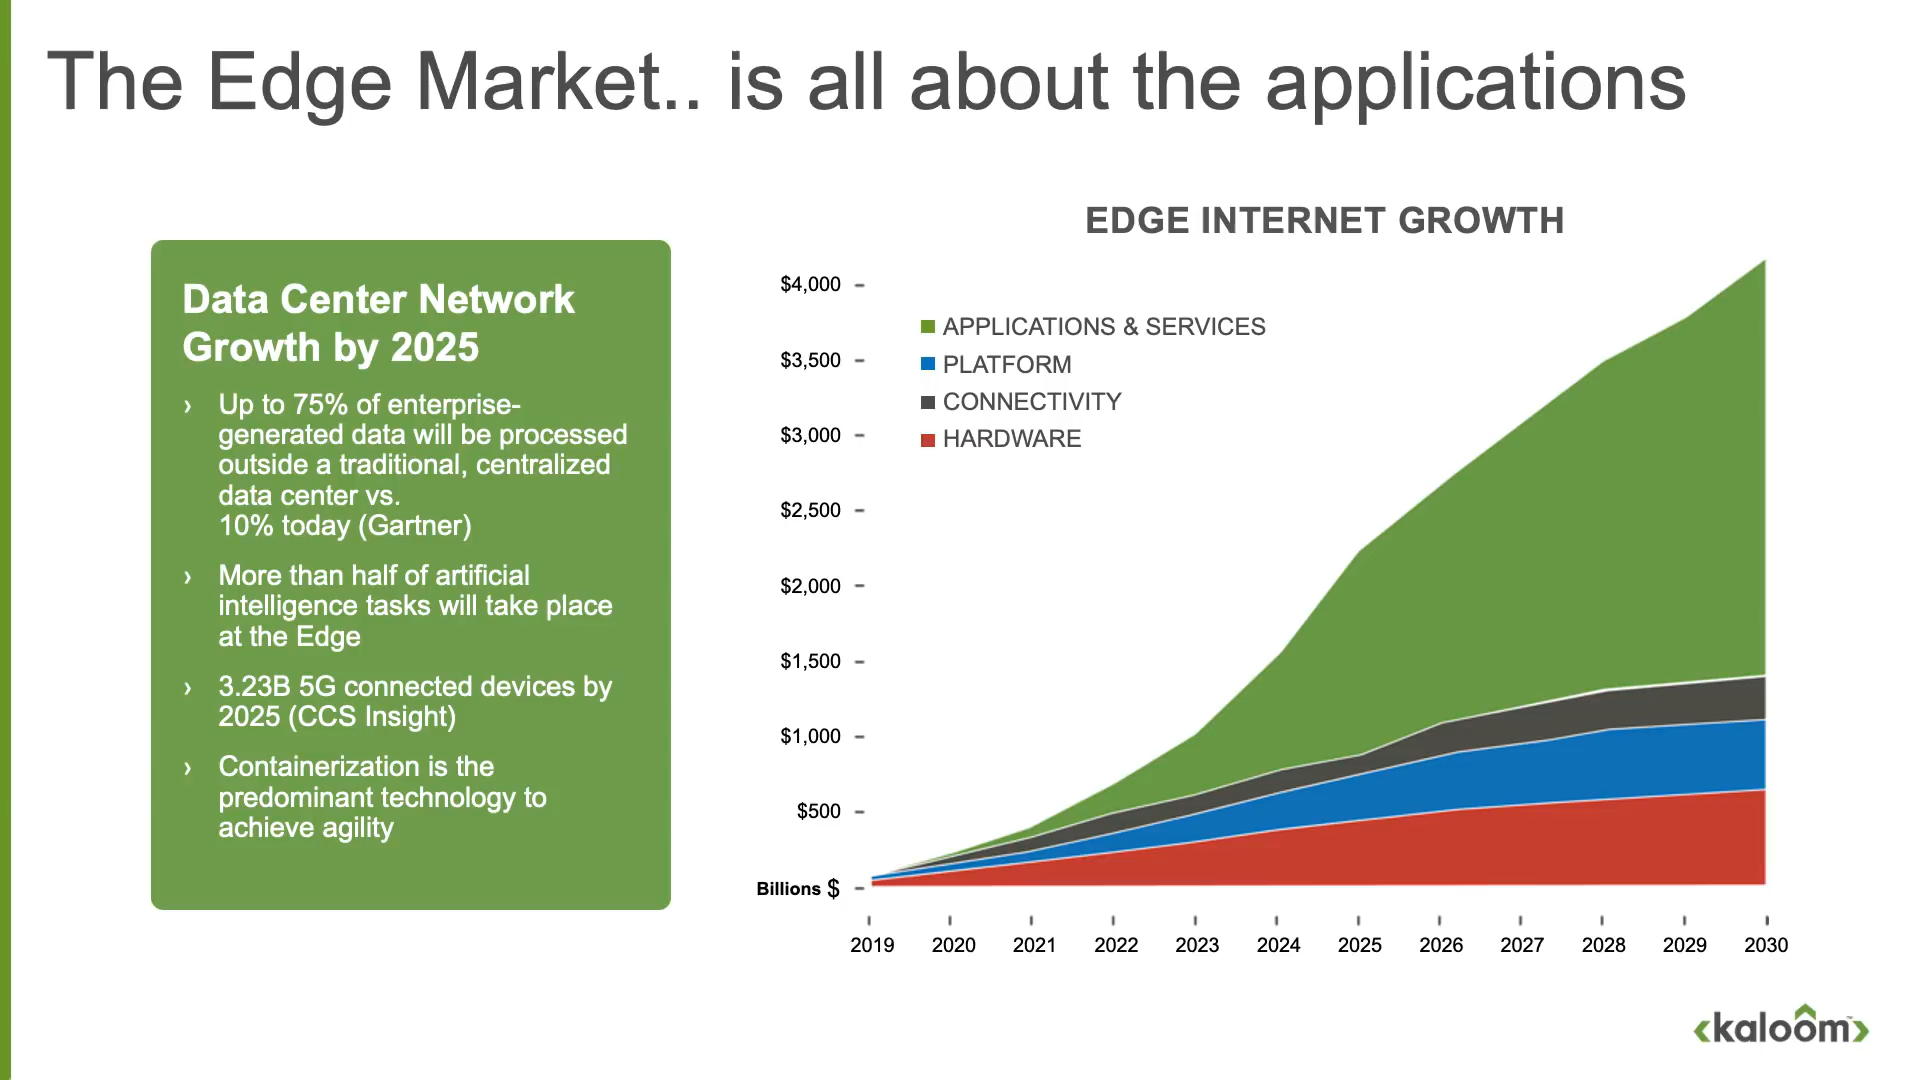 The Edge Market.. is all about the applications
Data Center Network
Growth by 2025
› Up to 75% of enterprise-
generated data will be processed
outside a traditional, centralized
data center vs.
10% today (Gartner)
› More than half of artificial
intelligence tasks will take place
at the Edge
› 3.23B 5G connected devices by
2025 (CCS Insight)
› Containerization is the
predominant technology to
achieve agility
EDGE INTERNET GROWTH
$4,000
$3,500
$3,000
$2,500
$2,000
$1,500
$1,000
$500
Billions $
APPLICATIONS & SERVICES
PLATFORM
CONNECTIVITY
HARDWARE
2019 2020 2021 2022 2023 2024 2025 2026 2027 2028 2029 2030
kaloom™